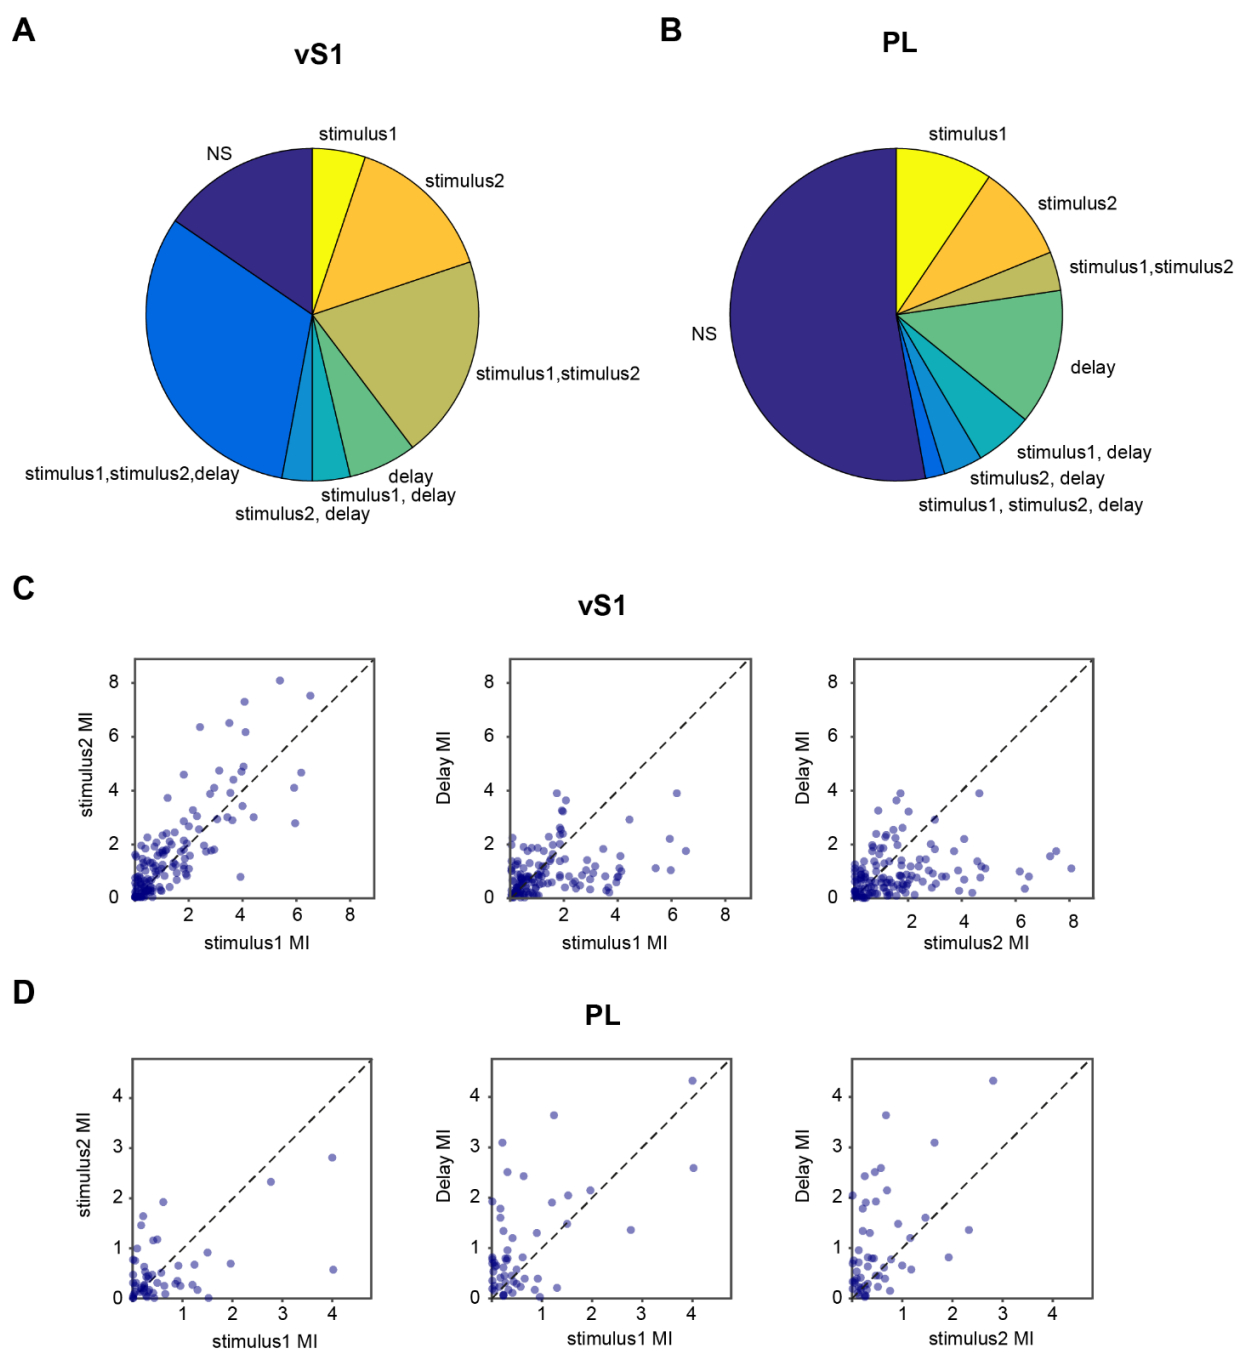 A
vS1
B
PL
stimulus1
NS
stimulus2
stimulus1,stimulus2
delay
stimulus1, delay
stimulus2, delay
stimulus1,stimulus2,delay
stimulus1
stimulus2
stimulus1,stimulus2
NS
delay
stimulus1, delay
stimulus2, delay
stimulus1, stimulus2, delay
C
vS1
stimulus2 MI
8
6
4
2
0
2 4 6 8
stimulus1 MI
Delay MI
8
6
4
2
0
2 4 6 8
stimulus1 MI
Delay MI
8
6
4
2
0
2 4 6 8
stimulus2 MI
D
PL
stimulus2 MI
4
3
2
1
0
1 2 3 4
stimulus1 MI
Delay MI
4
3
2
1
0
1 2 3 4
stimulus1 MI
Delay MI
4
3
2
1
0
1 2 3 4
stimulus2 MI